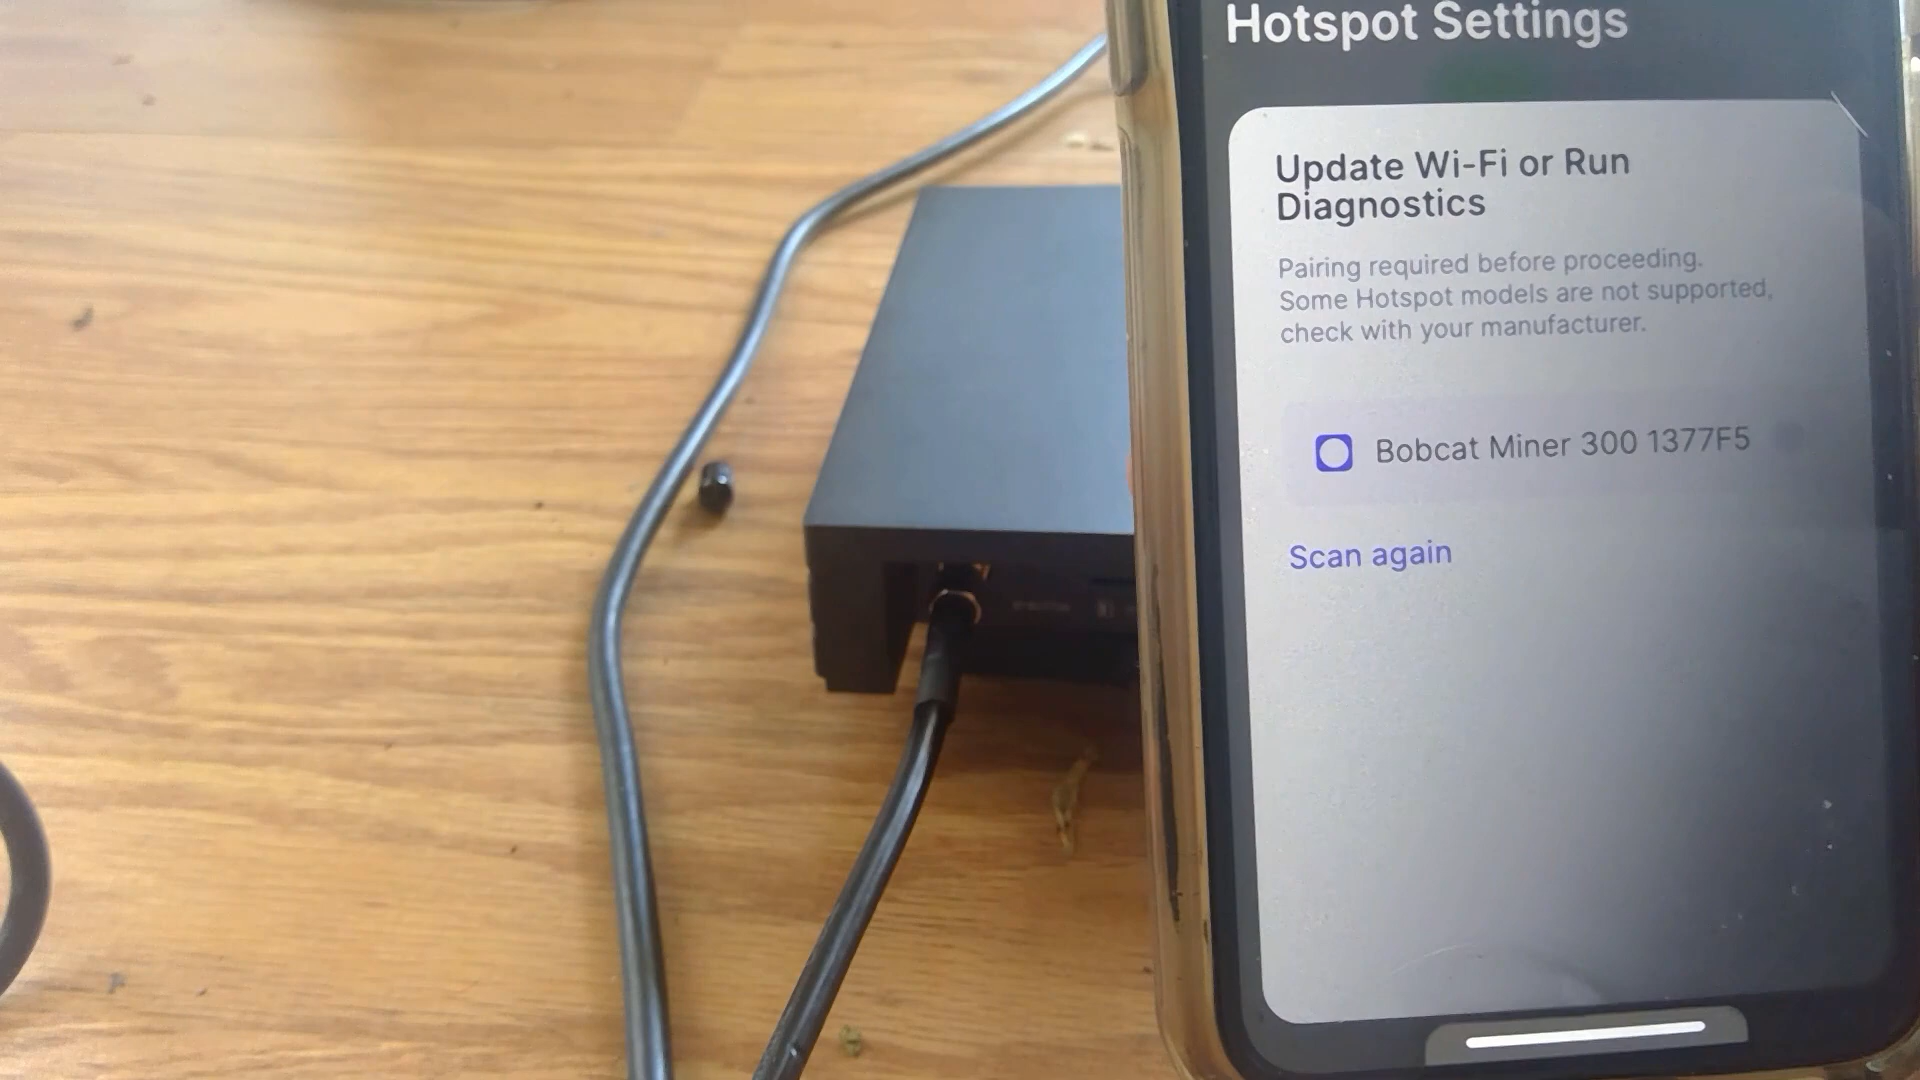 Hotspot Settings
Update Wi-Fi or Run
Diagnostics
Pairing required before proceeding.
Some Hotspot models are not supported,
check with your manufacturer.
Bobcat Miner 300 1377F5
Scan again